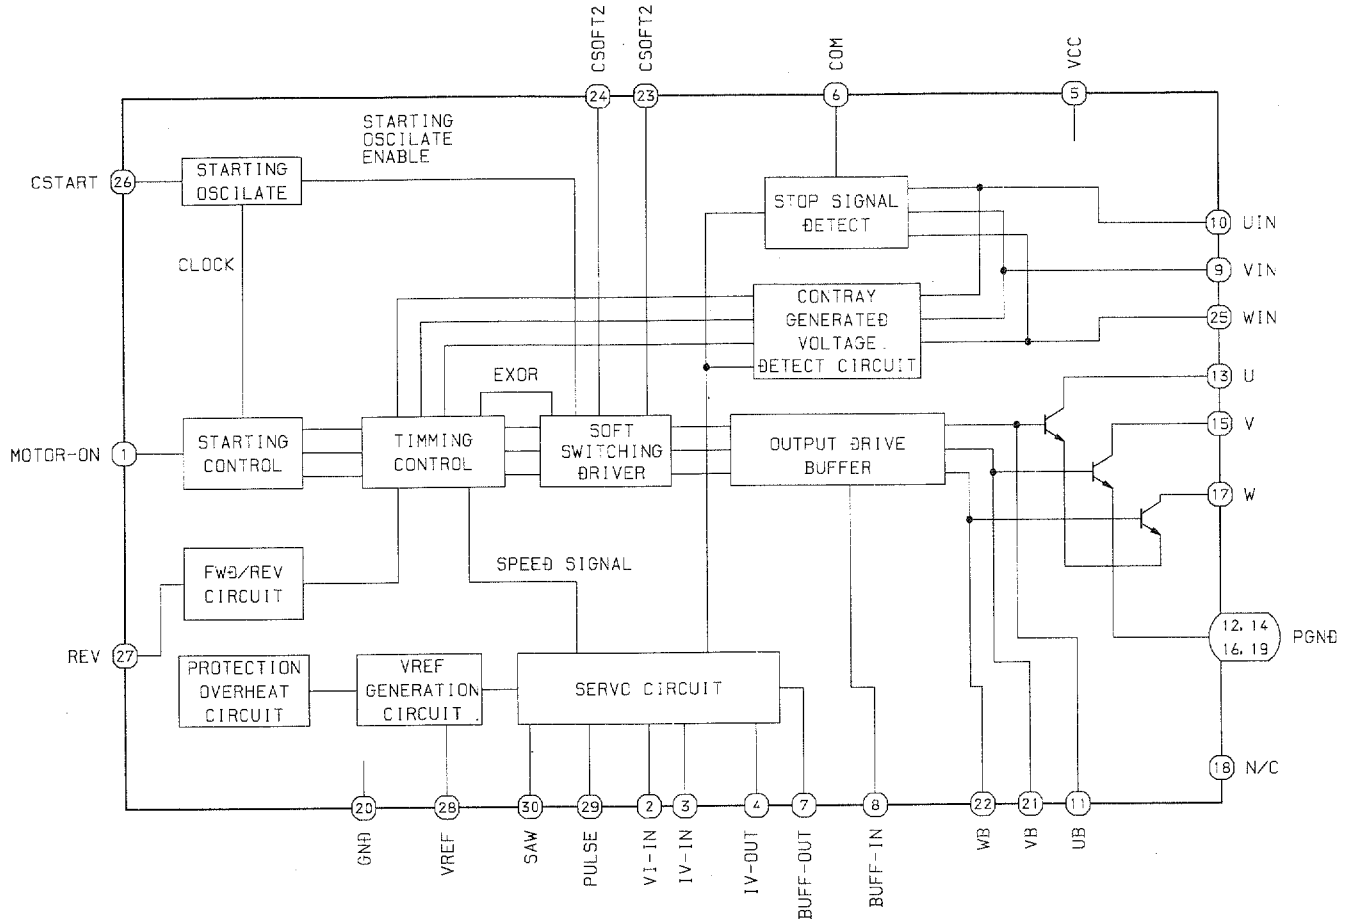 CSOFT2
CSOFT2
COM
VCC
24
23
6
5
STARTING
OSCILATE
ENABLE
CSTART
26
STARTING
OSCILATE
STOP SIGNAL
DETECT
10
UIN
CLOCK
9
VIN
CONTRAY
GENERATED
VOLTAGE.
DETECT CIRCUIT
25
WIN
EXOR
13
U
MOTOR-ON
1
STARTING
CONTROL
TIMMING
CONTROL
SOFT
SWITCHING
DRIVER
OUTPUT DRIVE
BUFFER
15
V
17
W
FWD/REV
CIRCUIT
SPEED SIGNAL
REV
27
12, 14
16, 19
PGND
PROTECTION
OVERHEAT
CIRCUIT
VREF
GENERATION
CIRCUIT
SERVC CIRCUIT
18
N/C
20
28
30
29
2
3
4
7
8
22
21
11
GND
VREF
SAW
PULSE
VI-IN
IV-IN
IV-OUT
BUFF-OUT
BUFF-IN
WB
VB
UB